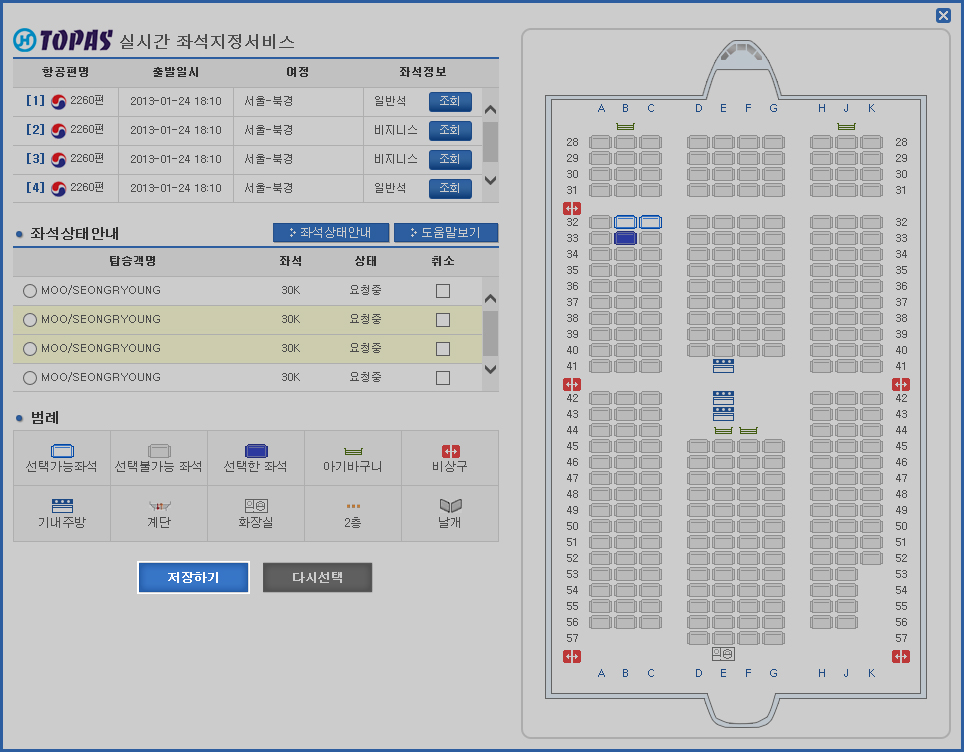 TOPAS 실시간 좌석지정서비스
항공편명 출발일시 여정 좌석정보
[1] 2260편 2013-01-24 18:10 서울-북경 일반석 조회
[2] 2260편 2013-01-24 18:10 서울-북경 비지니스 조회
[3] 2260편 2013-01-24 18:10 서울-북경 비지니스 조회
[4] 2260편 2013-01-24 18:10 서울-북경 일반석 조회
좌석상태안내 좌석상태안내 도움말보기
탑승객명 좌석 상태 취소
MOO/SEONGRYOUNG 30K 요청중
MOO/SEONGRYOUNG 30K 요청중
MOO/SEONGRYOUNG 30K 요청중
MOO/SEONGRYOUNG 30K 요청중
범례
선택가능좌석 선택불가능 좌석 선택한 좌석 아기바구니 비상구
기내주방 계단 화장실 2층 날개
저장하기 다시선택
A B C D E F G H J K
28 28
29 29
30 30
31 31
32 32
33 33
34 34
35 35
36 36
37 37
38 38
39 39
40 40
41 41
42 42
43 43
44 44
45 45
46 46
47 47
48 48
49 49
50 50
51 51
52 52
53 53
54 54
55 55
56 56
57 57
A B C D E F G H J K